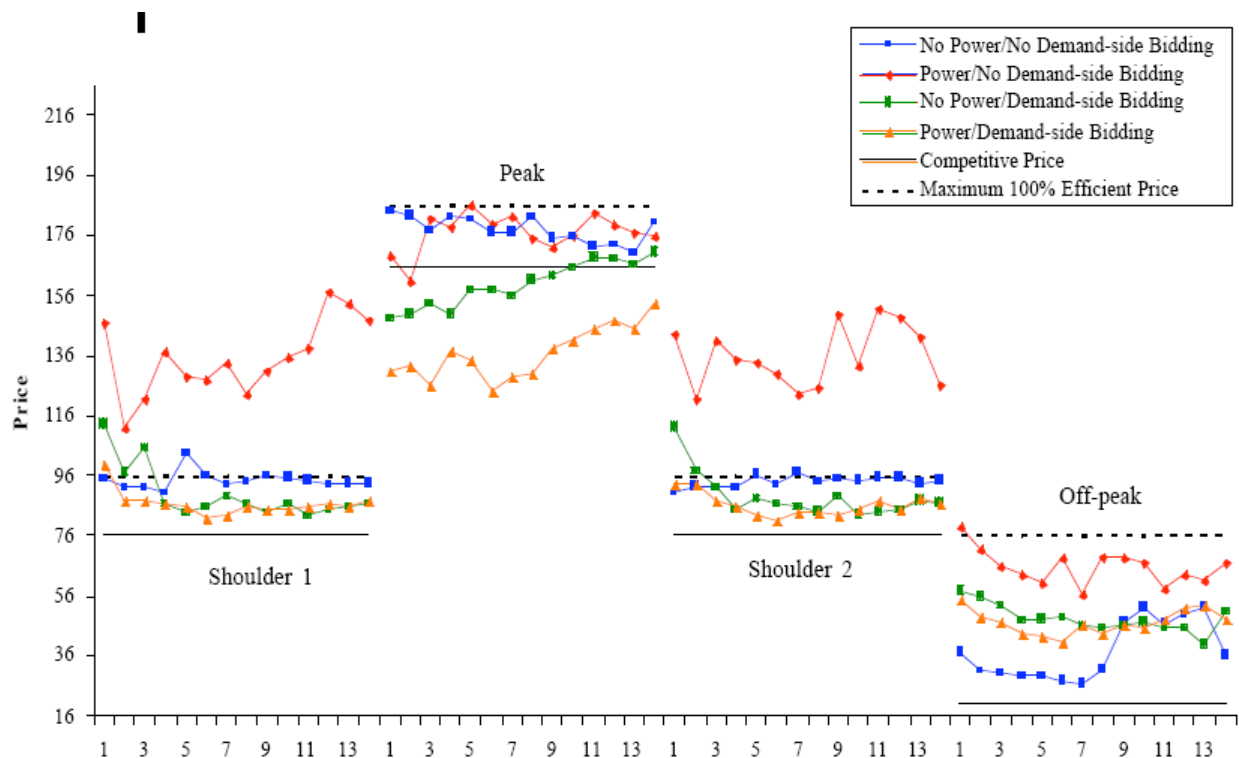 No Power/No Demand-side Bidding
Power/No Demand-side Bidding
No Power/Demand-side Bidding
Power/Demand-side Bidding
Competitive Price
Maximum 100% Efficient Price
Price
216
196
176
156
136
116
96
76
56
36
16
Peak
Shoulder 1
Shoulder 2
Off-peak
1 3 5 7 9 11 13 1 3 5 7 9 11 13 1 3 5 7 9 11 13 1 3 5 7 9 11 13